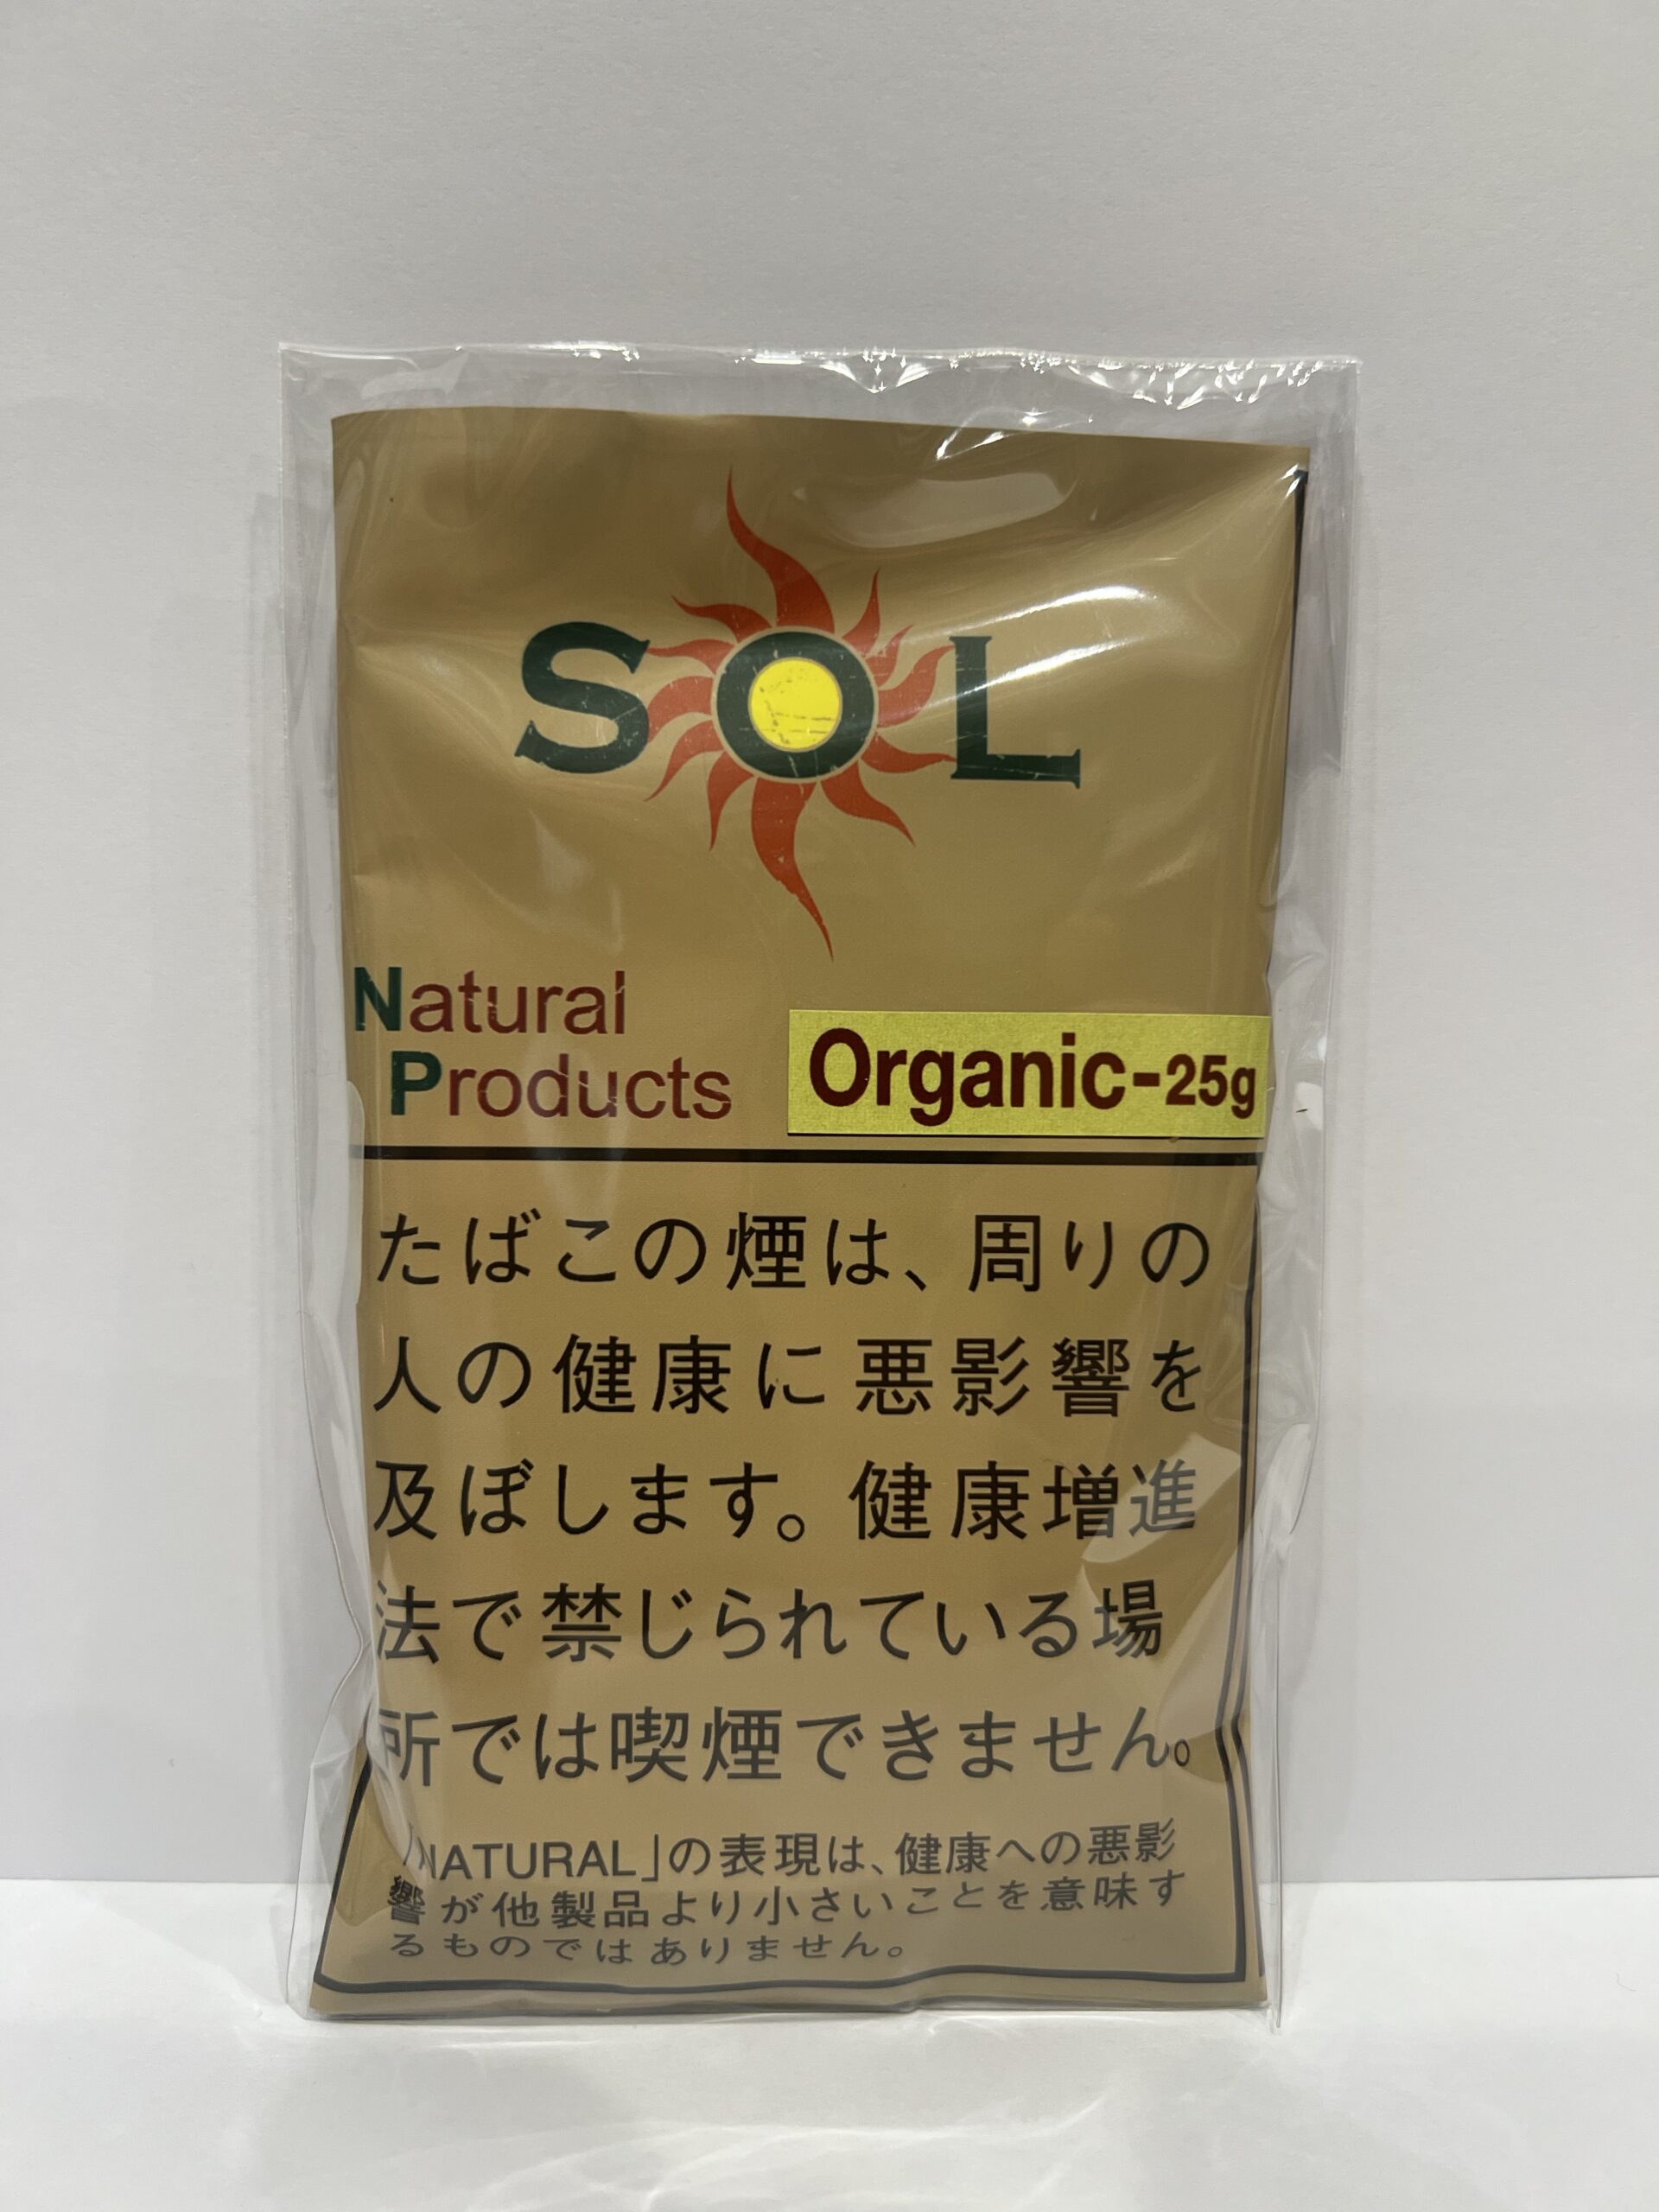 SOL
Natural
Products
Organic-25g
たばこの煙は、周りの
人の健康に悪影響を
及ぼします。健康増進
法で禁じられている場
所では喫煙できません。
「NATURAL」の表現は、健康への悪影
響が他製品より小さいことを意味す
るものではありません。